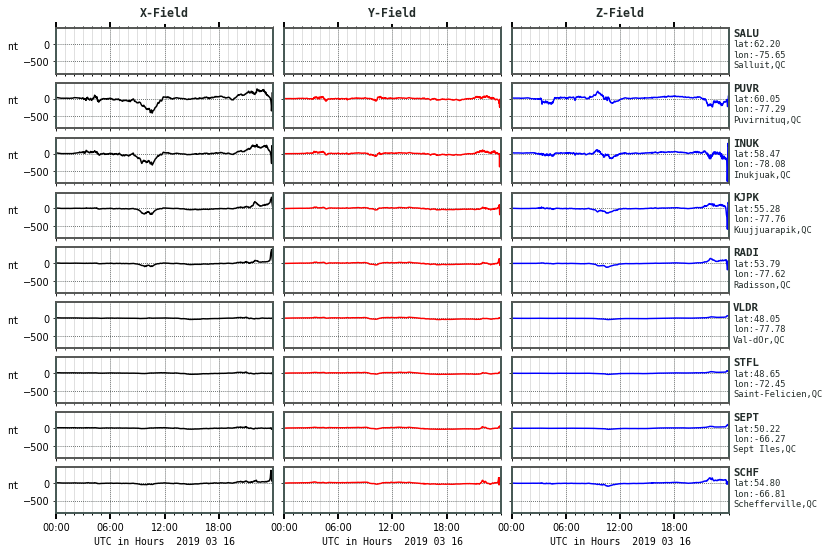 X-Field Y-Field Z-Field
nt 0 −500 SALU
lat:62.20
lon:-75.65
Salluit,QC
nt 0 −500 PUVR
lat:60.05
lon:-77.29
Puvirnituq,QC
nt 0 −500 INUK
lat:58.47
lon:-78.08
Inukjuak,QC
nt 0 −500 KJPK
lat:55.28
lon:-77.76
Kuujjuarapik,QC
nt 0 −500 RADI
lat:53.79
lon:-77.62
Radisson,QC
nt 0 −500 VLDR
lat:48.05
lon:-77.78
Val-dOr,QC
nt 0 −500 STFL
lat:48.65
lon:-72.45
Saint-Felicien,QC
nt 0 −500 SEPT
lat:50.22
lon:-66.27
Sept Iles,QC
nt 0 −500 SCHF
lat:54.80
lon:-66.81
Schefferville,QC
00:00 06:00 12:00 18:00 00:00 06:00 12:00 18:00 00:00 06:00 12:00 18:00
UTC in Hours 2019 03 16 UTC in Hours 2019 03 16 UTC in Hours 2019 03 16